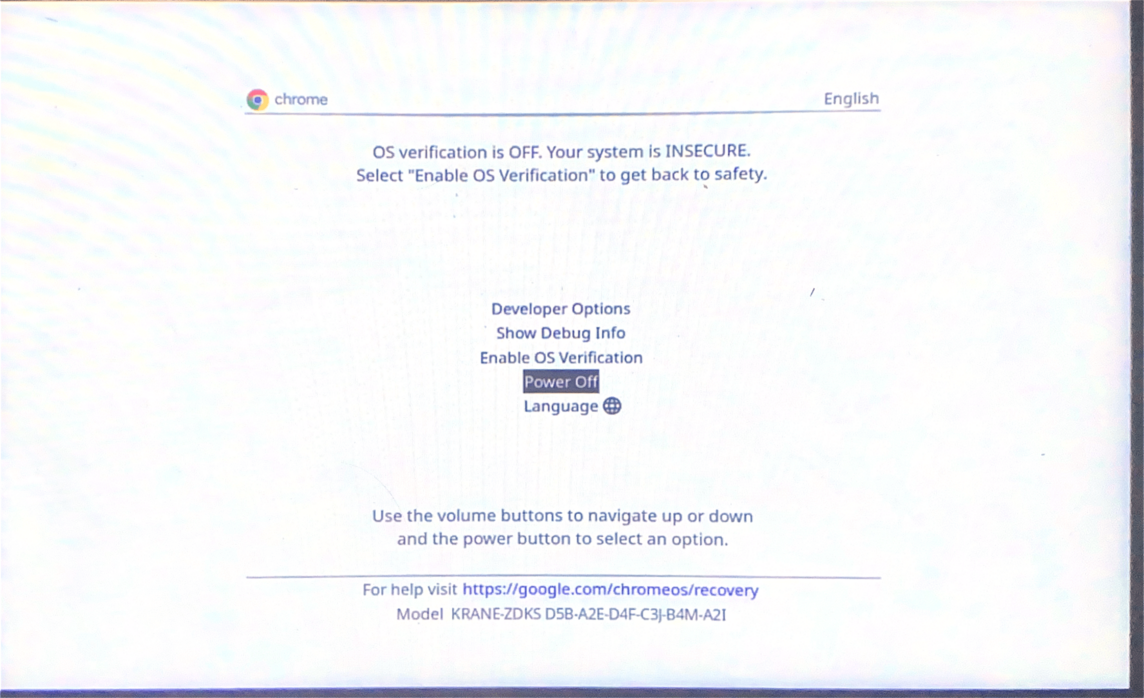 chrome
English
OS verification is OFF. Your system is INSECURE.
Select "Enable OS Verification" to get back to safety.
Developer Options
Show Debug Info
Enable OS Verification
Power Off
Language
Use the volume buttons to navigate up or down
and the power button to select an option.
For help visit https://google.com/chromeos/recovery
Model KRANE-ZDKS D5B-A2E-D4F-C3J-B4M-A2I